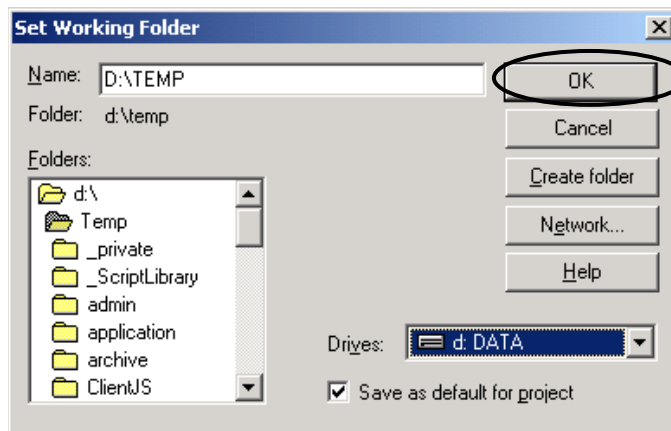 Set Working Folder
Name: D:\TEMP
OK
Folder: d:\temp
Cancel
Folders:
Create folder
d:\
Temp
Network...
_private
_ScriptLibrary
Help
admin
application
Drives: d: DATA
archive
ClientJS
Save as default for project